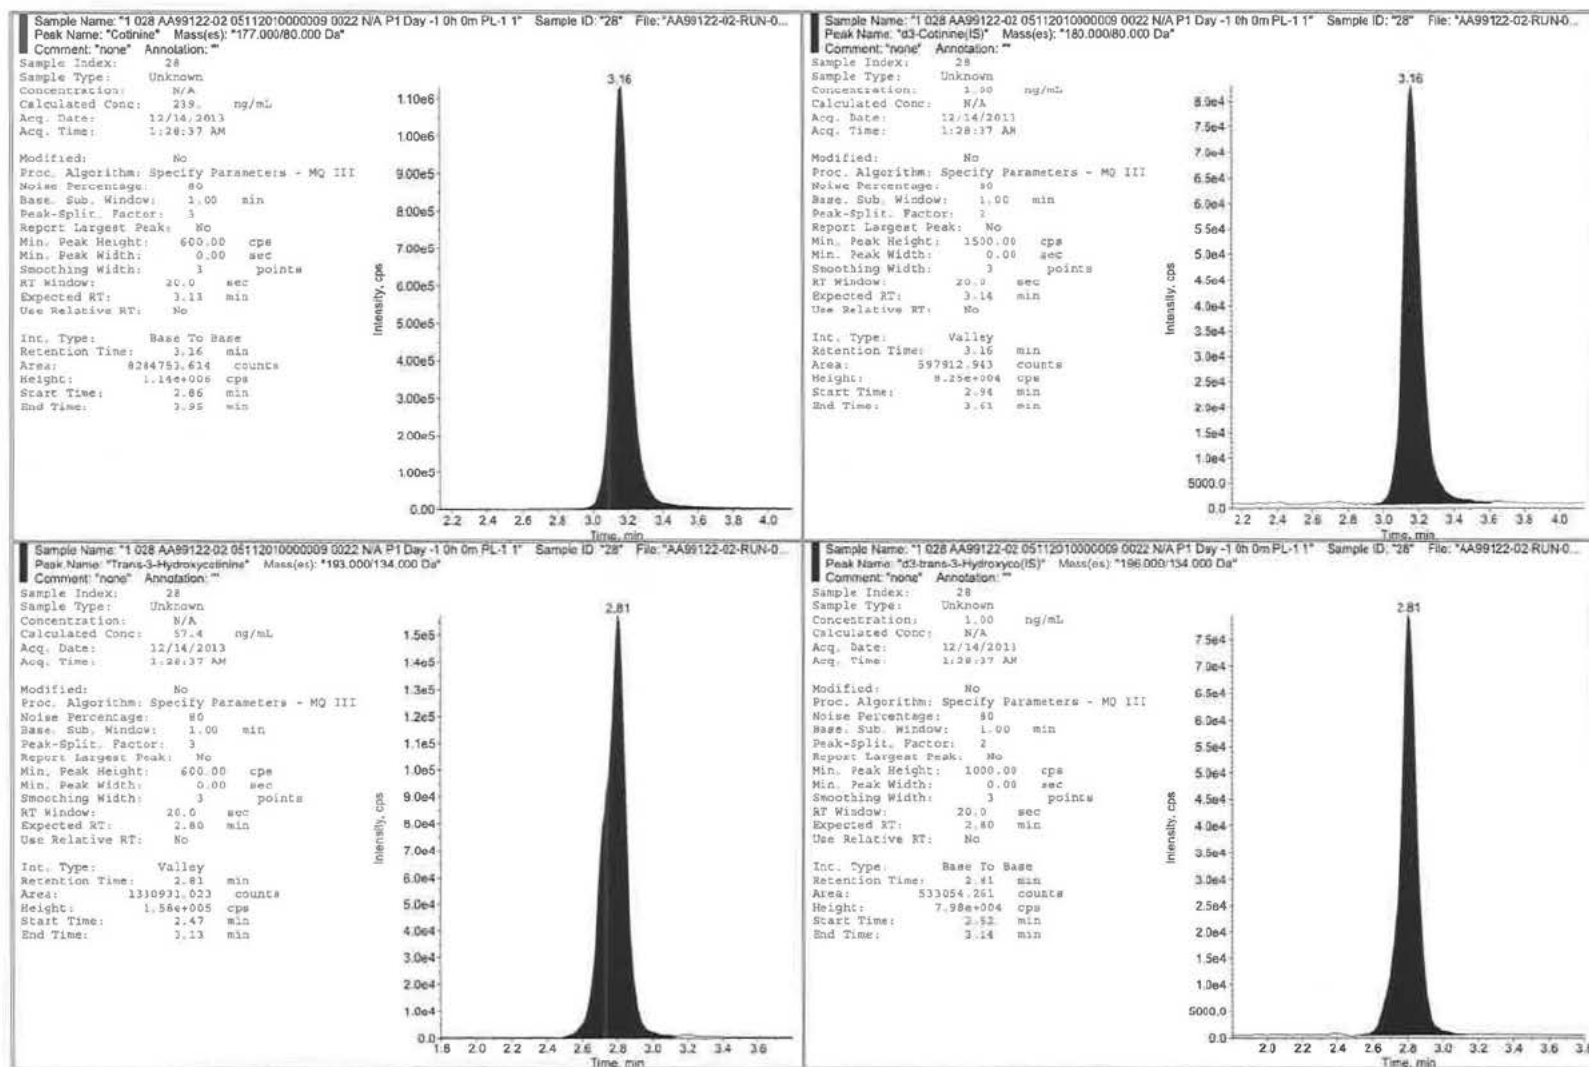 Sample Name: "1 028 AA99122-02 05112010000009 0022 N/A P1 Day -1 0h 0m PL-1 1" Sample ID: "28" File: "AA99122-02-RUN-0...
Peak Name: "Cotinine" Mass(es): "177.000/80.000 Da"
Comment: "none" Annotation: ""
Sample Index: 28
Sample Type: Unknown
Concentration: N/A
Calculated Conc: 239. ng/mL
Acq. Date: 12/14/2013
Acq. Time: 1:28:37 AM
Modified: No
Proc. Algorithm: Specify Parameters - MQ III
Noise Percentage: 80
Base. Sub. Window: 1.00 min
Peak-Split. Factor: 3
Report Largest Peak: No
Min. Peak Height: 600.00 cps
Min. Peak Width: 0.00 sec
Smoothing Width: 3 points
RT Window: 20.0 sec
Expected RT: 3.13 min
Use Relative RT: No
Int. Type: Base To Base
Retention Time: 3.16 min
Area: 8284753.614 counts
Height: 1.14e+006 cps
Start Time: 2.86 min
End Time: 3.95 min
3.16
1.10e6
1.00e6
9.00e5
8.00e5
7.00e5
6.00e5
5.00e5
4.00e5
3.00e5
2.00e5
1.00e5
0.00
Intensity, cps
2.2 2.4 2.6 2.8 3.0 3.2 3.4 3.6 3.8 4.0
Time, min
Sample Name: "1 028 AA99122-02 05112010000009 0022 N/A P1 Day -1 0h 0m PL-1 1" Sample ID: "28" File: "AA99122-02-RUN-0...
Peak Name: "d3-Cotinine(IS)" Mass(es): "180.000/80.000 Da"
Comment: "none" Annotation: ""
Sample Index: 28
Sample Type: Unknown
Concentration: 1.00 ng/mL
Calculated Conc: N/A
Acq. Date: 12/14/2013
Acq. Time: 1:28:37 AM
Modified: No
Proc. Algorithm: Specify Parameters - MQ III
Noise Percentage: 90
Base. Sub. Window: 1.00 min
Peak-Split. Factor: 2
Report Largest Peak: No
Min. Peak Height: 1500.00 cps
Min. Peak Width: 0.00 sec
Smoothing Width: 3 points
RT Window: 20.0 sec
Expected RT: 3.14 min
Use Relative RT: No
Int. Type: Valley
Retention Time: 3.16 min
Area: 597912.943 counts
Height: 8.25e+004 cps
Start Time: 2.94 min
End Time: 3.61 min
3.16
8.0e4
7.5e4
7.0e4
6.5e4
6.0e4
5.5e4
5.0e4
4.5e4
4.0e4
3.5e4
3.0e4
2.5e4
2.0e4
1.5e4
1.0e4
5000.0
0.0
Intensity, cps
2.2 2.4 2.6 2.8 3.0 3.2 3.4 3.6 3.8 4.0
Time, min
Sample Name: "1 028 AA99122-02 05112010000009 0022 N/A P1 Day -1 0h 0m PL-1 1" Sample ID: "28" File: "AA99122-02-RUN-0...
Peak Name: "Trans-3-Hydroxycotinine" Mass(es): "193.000/134.000 Da"
Comment: "none" Annotation: ""
Sample Index: 28
Sample Type: Unknown
Concentration: N/A
Calculated Conc: 57.4 ng/mL
Acq. Date: 12/14/2013
Acq. Time: 1:28:37 AM
Modified: No
Proc. Algorithm: Specify Parameters - MQ III
Noise Percentage: 80
Base. Sub. Window: 1.00 min
Peak-Split. Factor: 3
Report Largest Peak: No
Min. Peak Height: 600.00 cps
Min. Peak Width: 0.00 sec
Smoothing Width: 3 points
RT Window: 20.0 sec
Expected RT: 2.80 min
Use Relative RT: No
Int. Type: Valley
Retention Time: 2.81 min
Area: 1330931.023 counts
Height: 1.58e+005 cps
Start Time: 2.47 min
End Time: 3.13 min
2.81
1.5e5
1.4e5
1.3e5
1.2e5
1.1e5
1.0e5
9.0e4
8.0e4
7.0e4
6.0e4
5.0e4
4.0e4
3.0e4
2.0e4
1.0e4
0.0
Intensity, cps
1.8 2.0 2.2 2.4 2.6 2.8 3.0 3.2 3.4 3.6
Time, min
Sample Name: "1 028 AA99122-02 05112010000009 0022 N/A P1 Day -1 0h 0m PL-1 1" Sample ID: "28" File: "AA99122-02-RUN-0...
Peak Name: "d3-trans-3-Hydroxyco(IS)" Mass(es): "196.000/134.000 Da"
Comment: "none" Annotation: ""
Sample Index: 28
Sample Type: Unknown
Concentration: 1.00 ng/mL
Calculated Conc: N/A
Acq. Date: 12/14/2013
Acq. Time: 1:28:37 AM
Modified: No
Proc. Algorithm: Specify Parameters - MQ III
Noise Percentage: 80
Base. Sub. Window: 1.00 min
Peak-Split. Factor: 2
Report Largest Peak: No
Min. Peak Height: 1000.00 cps
Min. Peak Width: 0.00 sec
Smoothing Width: 3 points
RT Window: 20.0 sec
Expected RT: 2.80 min
Use Relative RT: No
Int. Type: Base To Base
Retention Time: 2.81 min
Area: 533054.261 counts
Height: 7.98e+004 cps
Start Time: 2.52 min
End Time: 3.14 min
2.81
7.5e4
7.0e4
6.5e4
6.0e4
5.5e4
5.0e4
4.5e4
4.0e4
3.5e4
3.0e4
2.5e4
2.0e4
1.5e4
1.0e4
5000.0
0.0
Intensity, cps
2.0 2.2 2.4 2.6 2.8 3.0 3.2 3.4 3.6 3.8
Time, min